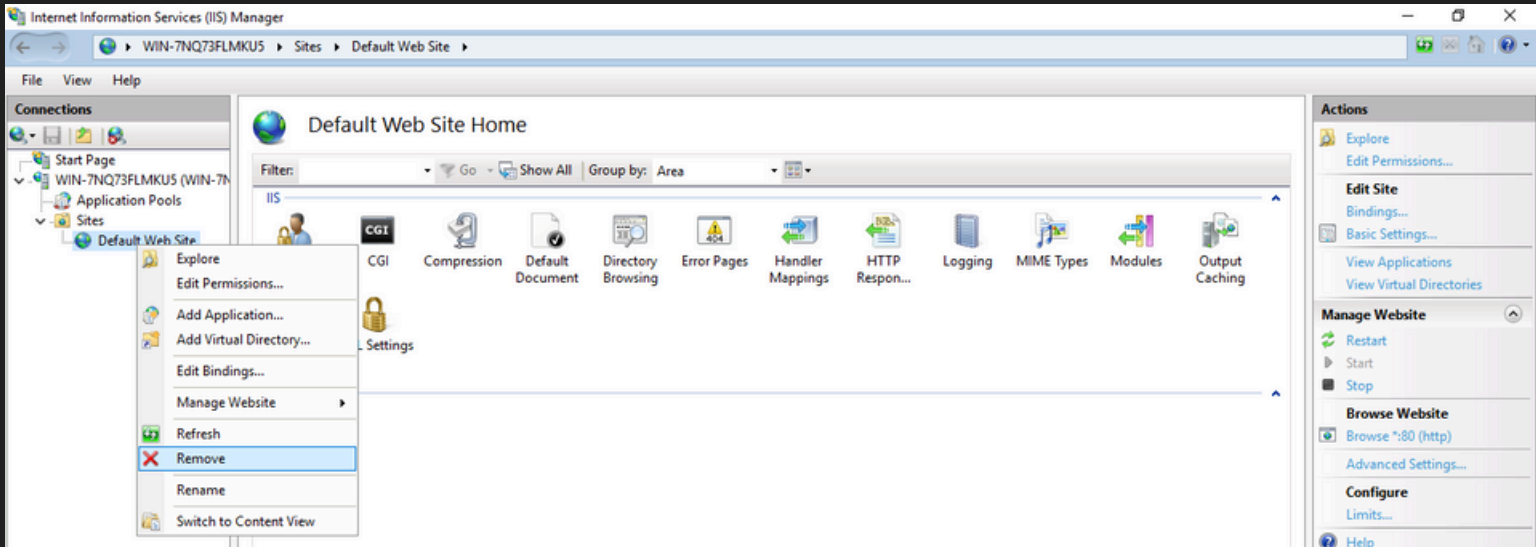 Internet Information Services (IIS) Manager
WIN-7NQ73FLMKU5 Sites Default Web Site
File View Help
Connections
Start Page
WIN-7NQ73FLMKU5 (WIN-7N
Application Pools
Sites
Default Web Site
Explore
Edit Permissions...
Add Application...
Add Virtual Directory...
Edit Bindings...
Manage Website
Refresh
Remove
Rename
Switch to Content View
Default Web Site Home
Filter: Go Show All Group by: Area
IIS
CGI
CGI
Compression
Default
Document
Directory
Browsing
404
Error Pages
Handler
Mappings
HTTP
Respon...
Logging
MIME Types
Modules
Output
Caching
L Settings
Actions
Explore
Edit Permissions...
Edit Site
Bindings...
Basic Settings...
View Applications
View Virtual Directories
Manage Website
Restart
Start
Stop
Browse Website
Browse *:80 (http)
Advanced Settings...
Configure
Limits...
Help